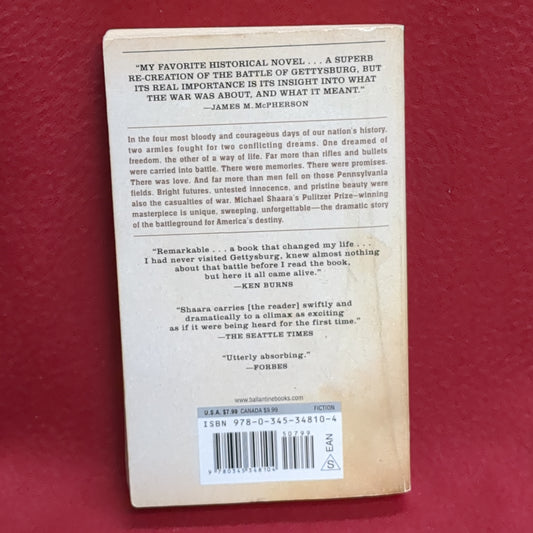 "MY FAVORITE HISTORICAL NOVEL . . . A SUPERB
RE-CREATION OF THE BATTLE OF GETTYSBURG, BUT
ITS REAL IMPORTANCE IS ITS INSIGHT INTO WHAT
THE WAR WAS ABOUT, AND WHAT IT MEANT."
—JAMES M. McPHERSON
In the four most bloody and courageous days of our nation's history,
two armies fought for two conflicting dreams. One dreamed of
freedom, the other of a way of life. Far more than rifles and bullets
were carried into battle. There were memories. There were promises.
There was love. And far more than men fell on those Pennsylvania
fields. Bright futures, untested innocence, and pristine beauty were
also the casualties of war. Michael Shaara's Pulitzer Prize–winning
masterpiece is unique, sweeping, unforgettable—the dramatic story
of the battleground for America's destiny.
"Remarkable . . . a book that changed my life . . .
I had never visited Gettysburg, knew almost nothing
about that battle before I read the book,
but here it all came alive."
—KEN BURNS
"Shaara carries [the reader] swiftly and
dramatically to a climax as exciting
as if it were being heard for the first time."
—THE SEATTLE TIMES
"Utterly absorbing."
—FORBES
www.ballantinebooks.com
U.S.A. $7.99 CANADA $9.99 FICTION
ISBN 978-0-345-34810-4
50799
9 780345 348104
S EAN